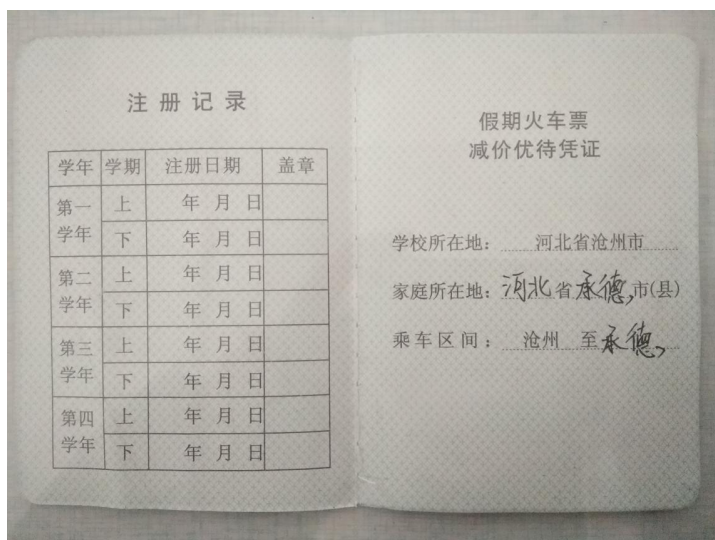 注册记录
学年 学期 注册日期 盖章
第一学年 上 年 月 日
下 年 月 日
第二学年 上 年 月 日
下 年 月 日
第三学年 上 年 月 日
下 年 月 日
第四学年 上 年 月 日
下 年 月 日
假期火车票
减价优待凭证
学校所在地：河北省沧州市
家庭所在地：河北省承德市(县)
乘车区间：沧州 至承德